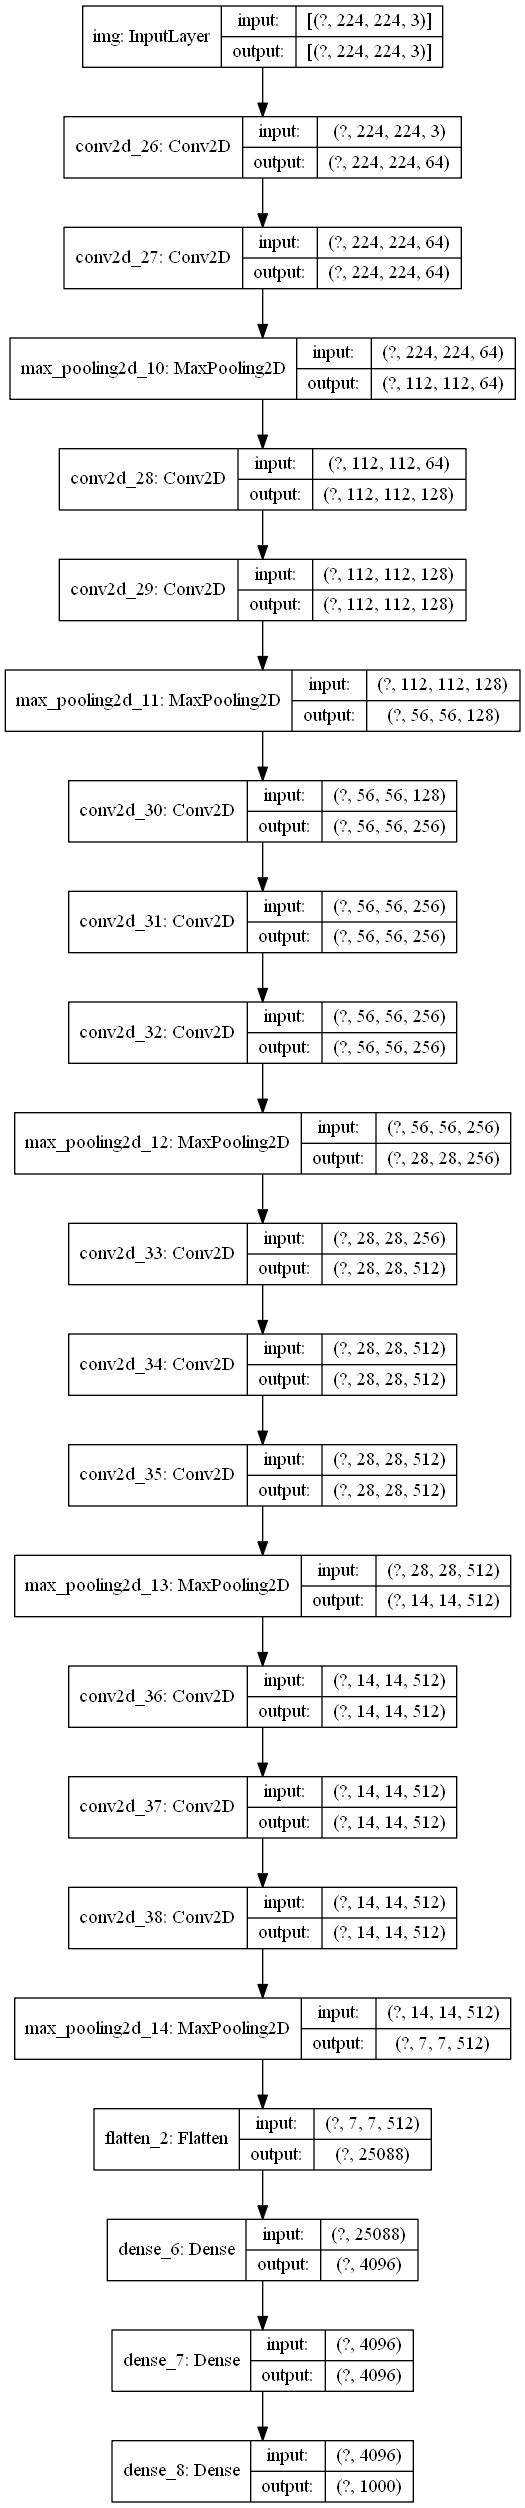 img: InputLayer
input: [(?, 224, 224, 3)]
output: [(?, 224, 224, 3)]
conv2d_26: Conv2D
input: (?, 224, 224, 3)
output: (?, 224, 224, 64)
conv2d_27: Conv2D
input: (?, 224, 224, 64)
output: (?, 224, 224, 64)
max_pooling2d_10: MaxPooling2D
input: (?, 224, 224, 64)
output: (?, 112, 112, 64)
conv2d_28: Conv2D
input: (?, 112, 112, 64)
output: (?, 112, 112, 128)
conv2d_29: Conv2D
input: (?, 112, 112, 128)
output: (?, 112, 112, 128)
max_pooling2d_11: MaxPooling2D
input: (?, 112, 112, 128)
output: (?, 56, 56, 128)
conv2d_30: Conv2D
input: (?, 56, 56, 128)
output: (?, 56, 56, 256)
conv2d_31: Conv2D
input: (?, 56, 56, 256)
output: (?, 56, 56, 256)
conv2d_32: Conv2D
input: (?, 56, 56, 256)
output: (?, 56, 56, 256)
max_pooling2d_12: MaxPooling2D
input: (?, 56, 56, 256)
output: (?, 28, 28, 256)
conv2d_33: Conv2D
input: (?, 28, 28, 256)
output: (?, 28, 28, 512)
conv2d_34: Conv2D
input: (?, 28, 28, 512)
output: (?, 28, 28, 512)
conv2d_35: Conv2D
input: (?, 28, 28, 512)
output: (?, 28, 28, 512)
max_pooling2d_13: MaxPooling2D
input: (?, 28, 28, 512)
output: (?, 14, 14, 512)
conv2d_36: Conv2D
input: (?, 14, 14, 512)
output: (?, 14, 14, 512)
conv2d_37: Conv2D
input: (?, 14, 14, 512)
output: (?, 14, 14, 512)
conv2d_38: Conv2D
input: (?, 14, 14, 512)
output: (?, 14, 14, 512)
max_pooling2d_14: MaxPooling2D
input: (?, 14, 14, 512)
output: (?, 7, 7, 512)
flatten_2: Flatten
input: (?, 7, 7, 512)
output: (?, 25088)
dense_6: Dense
input: (?, 25088)
output: (?, 4096)
dense_7: Dense
input: (?, 4096)
output: (?, 4096)
dense_8: Dense
input: (?, 4096)
output: (?, 1000)